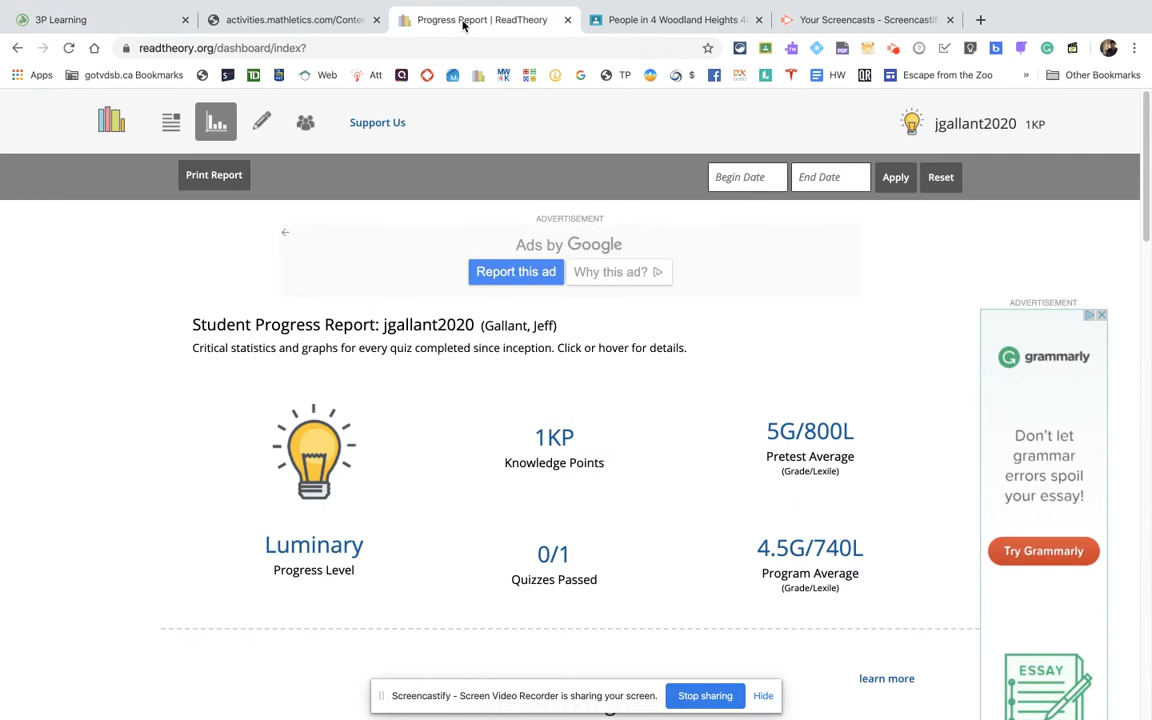 3P Learning
activities.mathletics.com/Conten
Progress Report | ReadTheory
People in 4 Woodland Heights 4
Your Screencasts - Screencastif
readtheory.org/dashboard/index?
Apps
gotvdsb.ca Bookmarks
Web
Att
TP
$
HW
Escape from the Zoo
»
Other Bookmarks
Support Us
jgallant2020 1KP
Print Report
Begin Date
End Date
Apply
Reset
ADVERTISEMENT
Ads by Google
Report this ad
Why this ad?
Student Progress Report: jgallant2020 (Gallant, Jeff)
Critical statistics and graphs for every quiz completed since inception. Click or hover for details.
1KP
Knowledge Points
5G/800L
Pretest Average
(Grade/Lexile)
Luminary
Progress Level
0/1
Quizzes Passed
4.5G/740L
Program Average
(Grade/Lexile)
ADVERTISEMENT
grammarly
Don't let
grammar
errors spoil
your essay!
Try Grammarly
ESSAY
learn more
Screencastify - Screen Video Recorder is sharing your screen.
Stop sharing
Hide